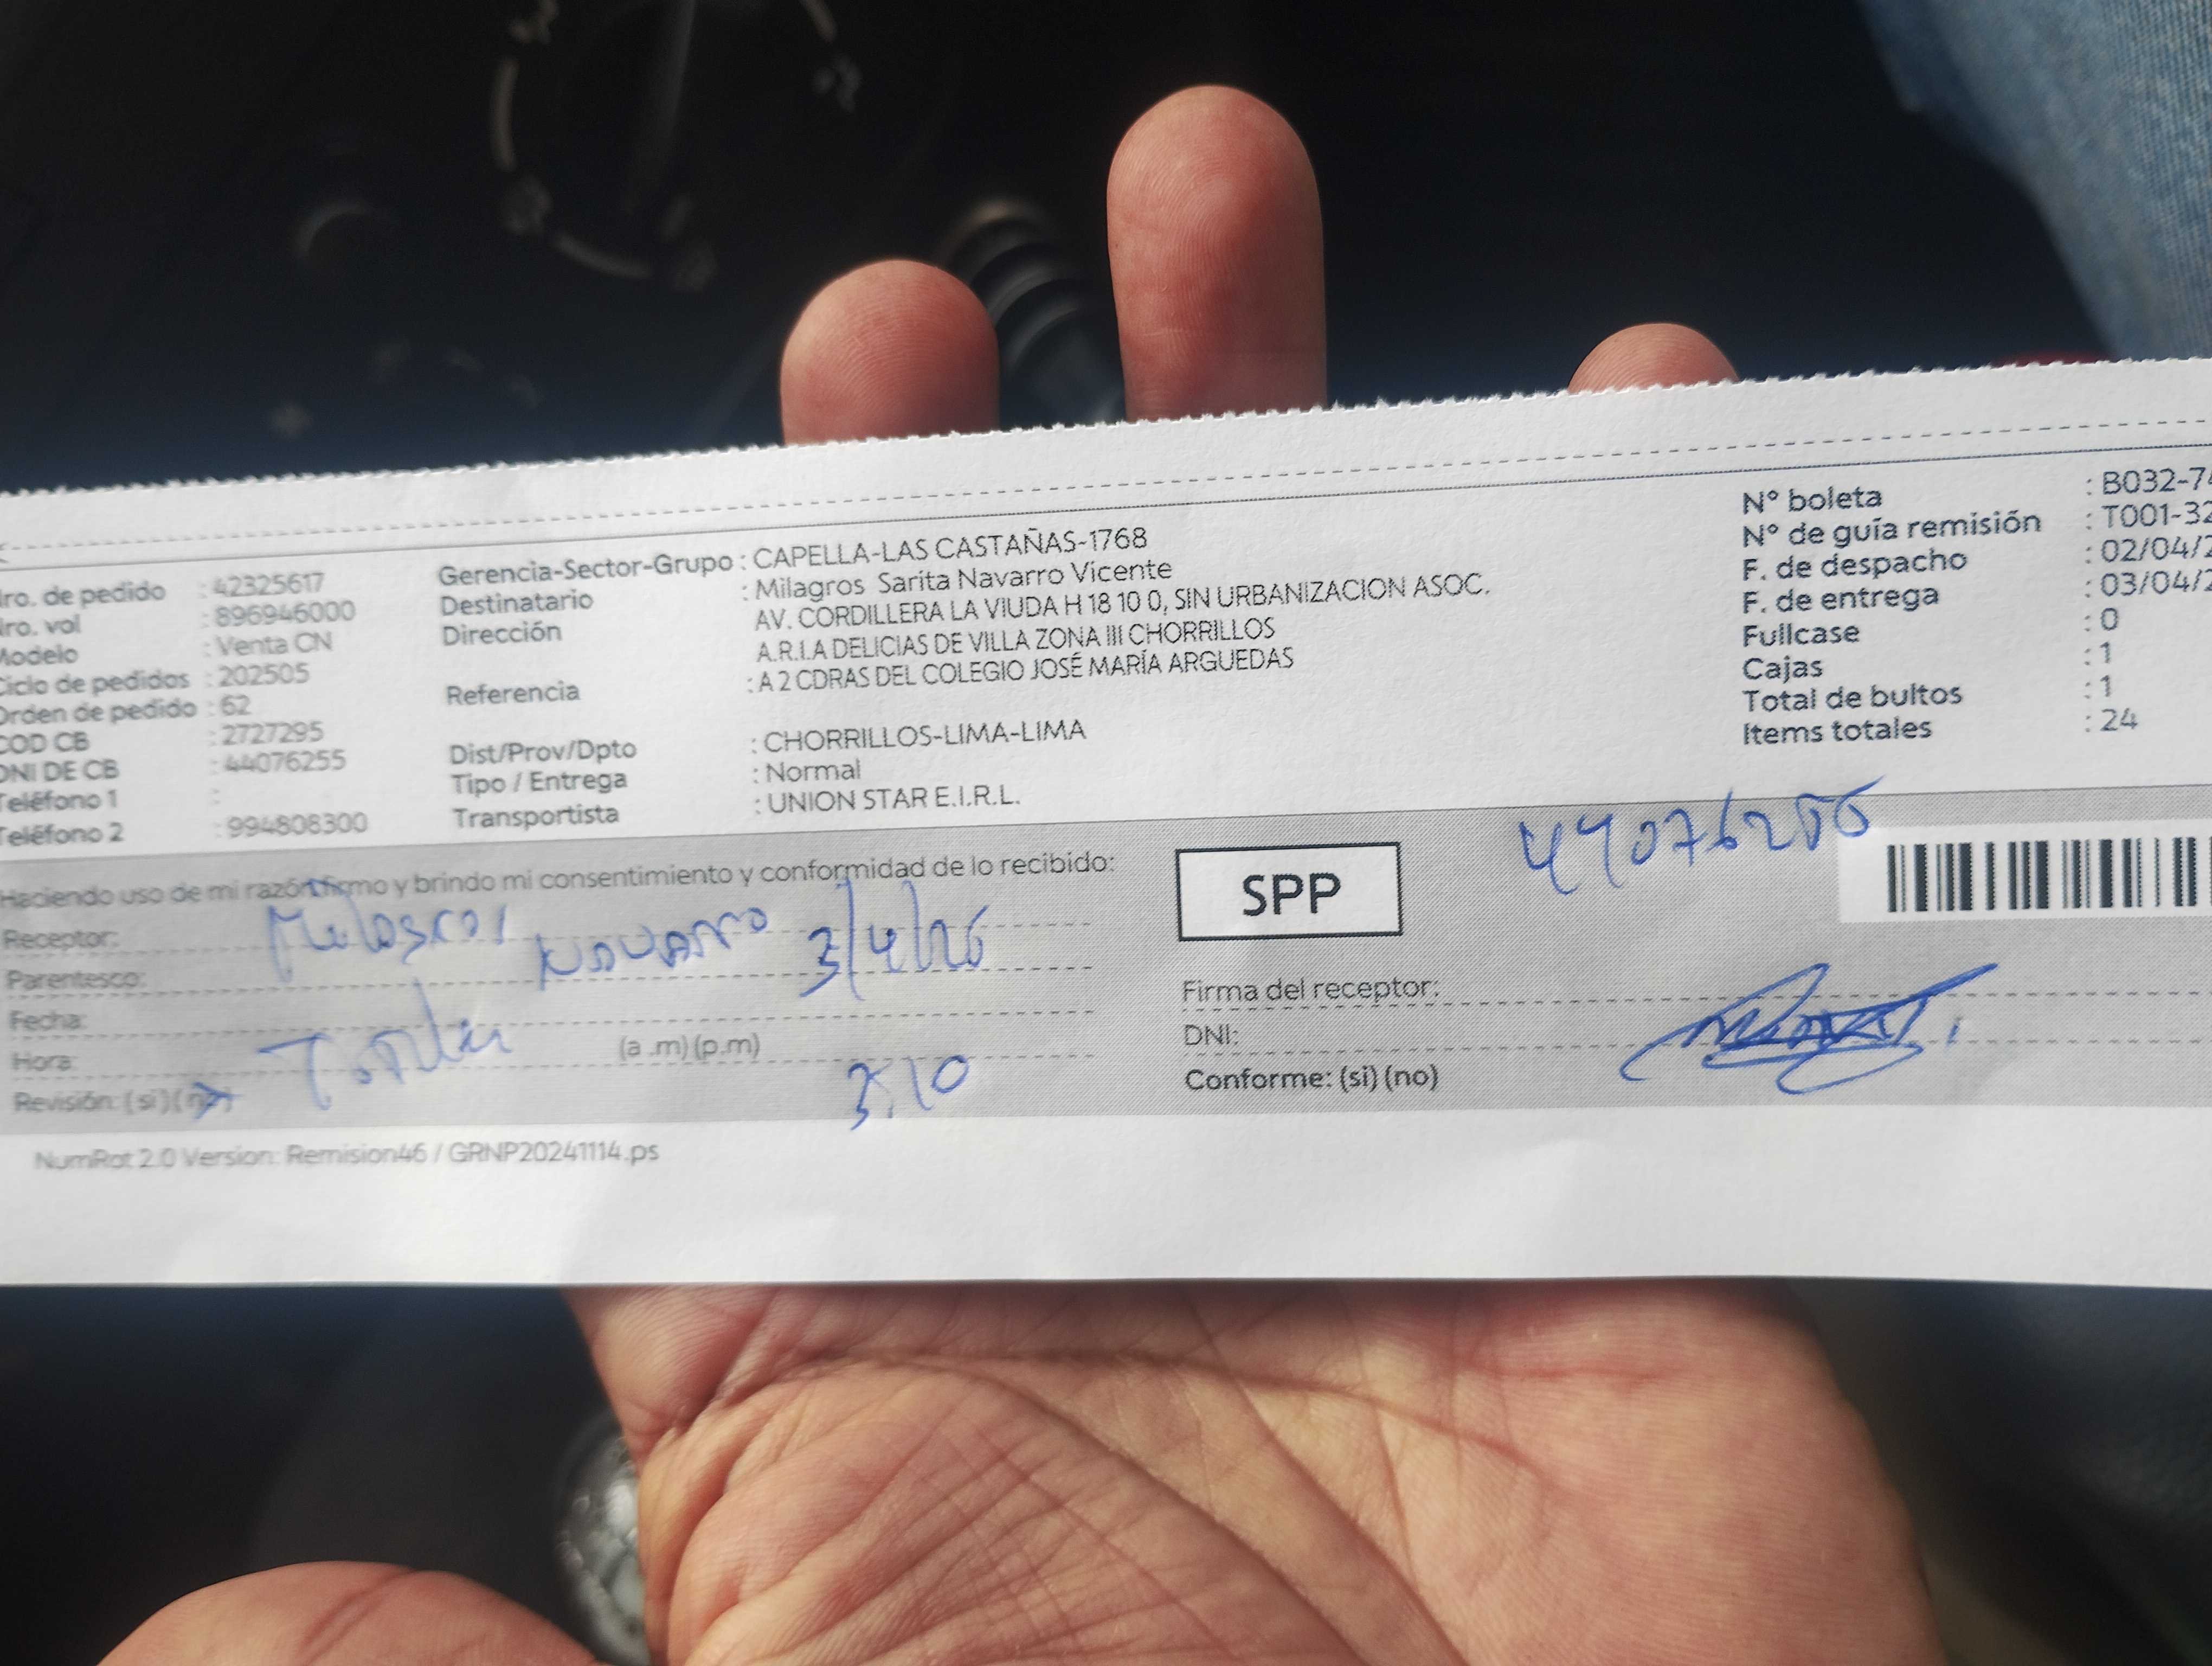 Nro. de pedido : 42325617
Nro. vol : 896946000
Modelo : Venta CN
Ciclo de pedidos : 202505
Orden de pedido : 62
COD CB : 2727295
DNI DE CB : 44076255
Teléfono 1 :
Teléfono 2 : 994808300
Gerencia-Sector-Grupo : CAPELLA-LAS CASTAÑAS-1768
Destinatario : Milagros Sarita Navarro Vicente
Dirección AV. CORDILLERA LA VIUDA H 18 10 0, SIN URBANIZACION ASOC.
A.R.I.A DELICIAS DE VILLA ZONA III CHORRILLOS
Referencia : A 2 CDRAS DEL COLEGIO JOSÉ MARÍA ARGUEDAS
Dist/Prov/Dpto : CHORRILLOS-LIMA-LIMA
Tipo / Entrega : Normal
Transportista : UNION STAR E.I.R.L.
N° boleta : B032-74
N° de guía remisión : T001-32
F. de despacho : 02/04/2
F. de entrega : 03/04/2
Fullcase : 0
Cajas : 1
Total de bultos : 1
Items totales : 24
Haciendo uso de mi razón firmo y brindo mi consentimiento y conformidad de lo recibido:
Receptor: Milagros Navarro 3/4/25
Parentesco:
Fecha:
Hora: Titular (a .m) (p.m)
Revisión: (si) (no) 3:10
SPP
44076255
Firma del receptor:
DNI:
Conforme: (si) (no)
NumRot 2.0 Version: Remision46 / GRNP20241114.ps